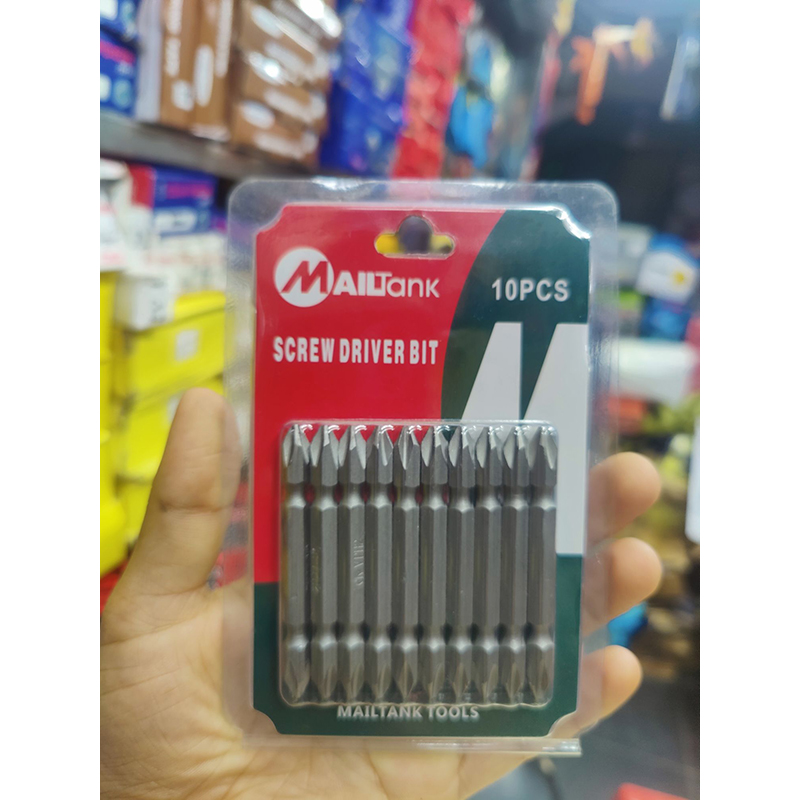 MAILTANK
10PCS
SCREW DRIVER BIT
MAILTANK TOOLS